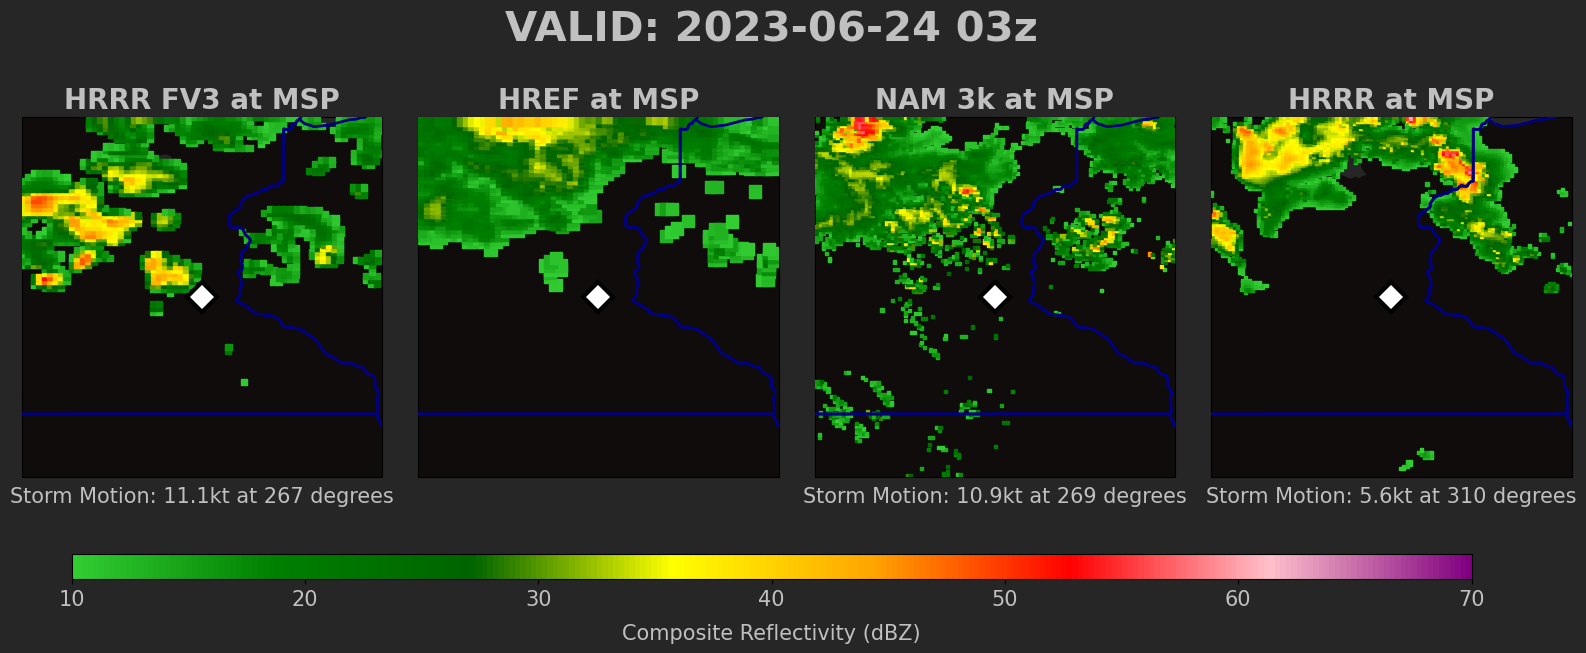 VALID: 2023-06-24 03z
HRRR FV3 at MSP
HREF at MSP
NAM 3k at MSP
HRRR at MSP
Storm Motion: 11.1kt at 267 degrees
Storm Motion: 10.9kt at 269 degrees
Storm Motion: 5.6kt at 310 degrees
10 20 30 40 50 60 70
Composite Reflectivity (dBZ)